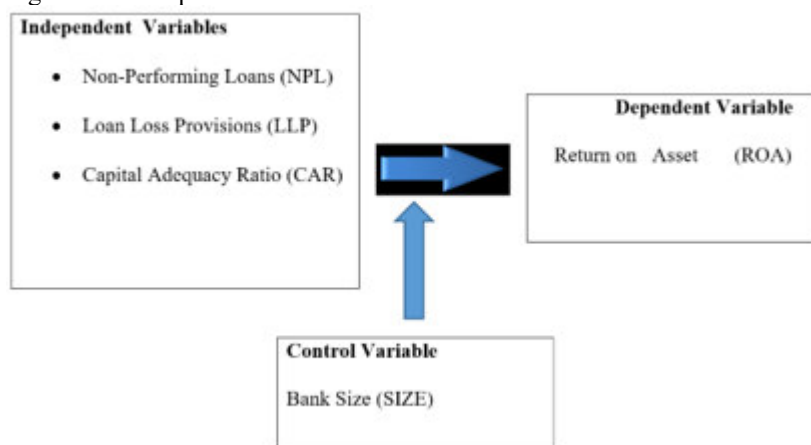 Independent Variables
• Non-Performing Loans (NPL)
• Loan Loss Provisions (LLP)
• Capital Adequacy Ratio (CAR)
Dependent Variable
Return on Asset (ROA)
Control Variable
Bank Size (SIZE)